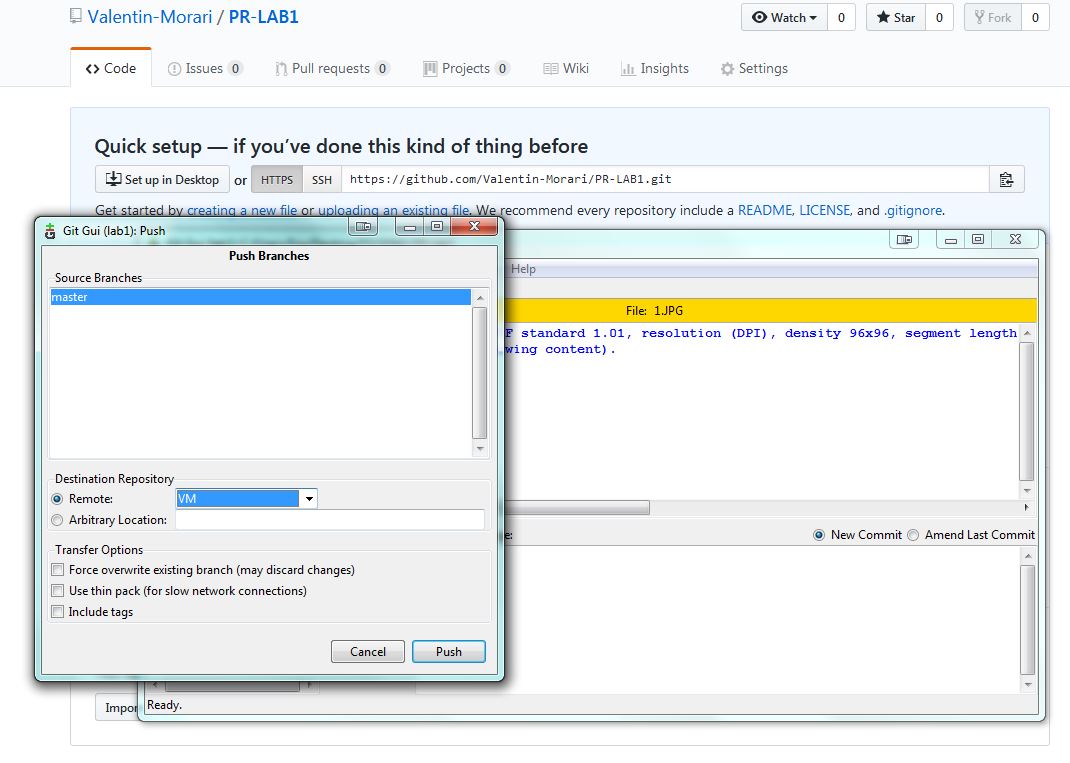 Valentin-Morari / PR-LAB1
Watch 0 Star 0 Fork 0
Code Issues 0 Pull requests 0 Projects 0 Wiki Insights Settings
Quick setup — if you’ve done this kind of thing before
Set up in Desktop or HTTPS SSH https://github.com/Valentin-Morari/PR-LAB1.git
Get started by creating a new file or uploading an existing file. We recommend every repository include a README, LICENSE, and .gitignore.
Git Gui (lab1): Push
Push Branches
Source Branches
master
Destination Repository
Remote: VM
Arbitrary Location:
Transfer Options
Force overwrite existing branch (may discard changes)
Use thin pack (for slow network connections)
Include tags
Cancel Push
Help
File: 1.JPG
F standard 1.01, resolution (DPI), density 96x96, segment length
wing content).
e: New Commit Amend Last Commit
Ready.
Impor